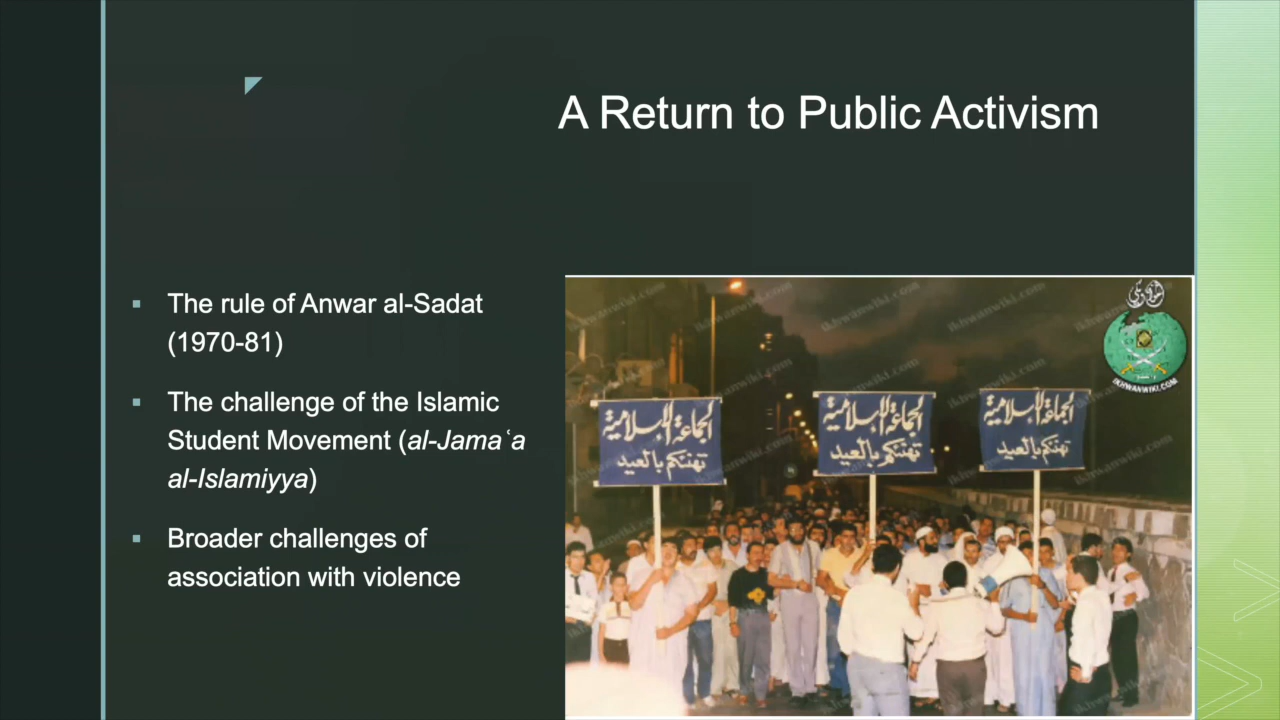 A Return to Public Activism
▪ The rule of Anwar al-Sadat
(1970-81)
▪ The challenge of the Islamic
Student Movement (al-Jamaʿa
al-Islamiyya)
▪ Broader challenges of
association with violence
الجماعة الإسلامية
تهنئكم بالعيد
الجماعة الإسلامية
تهنئكم بالعيد
الجماعة الإسلامية
تهنئكم بالعيد
IKHWANWIKI.COM
ikhwanwiki.com